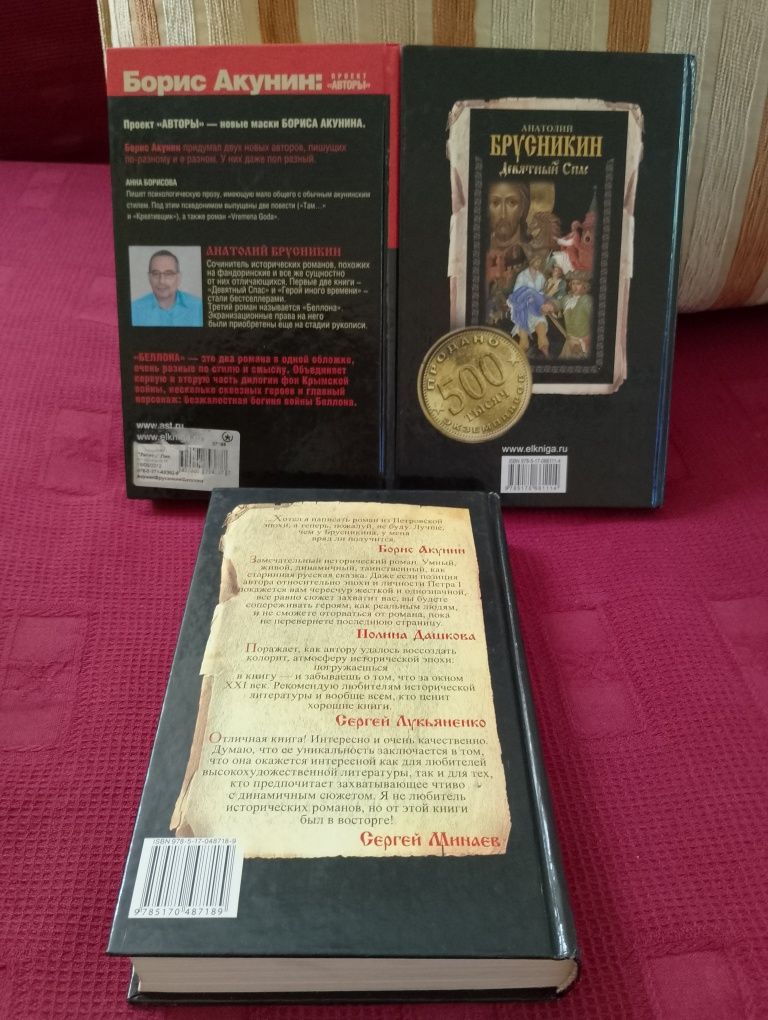 Борис Акунин: ПРОЕКТ «АВТОРЫ»
Проект «АВТОРЫ» — новые маски БОРИСА АКУНИНА.
Борис Акунин придумал двух новых авторов, пишущих
по-разному и о разном. У них даже пол разный.
АННА БОРИСОВА
Пишет психологическую прозу, имеющую мало общего с обычным акунинским
стилем. Под этим псевдонимом выпущены две повести («Там...»
и «Креативщик»), а также роман «Vremena Goda».
АНАТОЛИЙ БРУСНИКИН
Сочинитель исторических романов, похожих
на фандоринские и все же сущностно
от них отличающихся. Первые две книги –
«Девятный Спас» и «Герой иного времени» –
стали бестселлерами.
Третий роман называется «Беллона».
Экранизационные права на него
были приобретены еще на стадии рукописи.
«БЕЛЛОНА» — это два романа в одной обложке,
очень разные по стилю и смыслу. Объединяет
первую и вторую часть дилогии фон Крымской
войны, несколько сквозных героев и главный
персонаж: безжалостная богиня войны Беллона.
www.ast.ru
www.elkniga.ru
АНАТОЛИЙ
БРУСНИКИН
Девятный Спас
ПРОДАНО
500
ТЫСЯЧ
ЭКЗЕМПЛЯРОВ
www.elkniga.ru
ISBN 978-5-17-088111-4
9785170881114
...Хотел я написать роман из Петровской
эпохи, а теперь, пожалуй, не буду. Лучше,
чем у Брусникина, у меня
вряд ли получится.
Борис Акунин
Замечательный исторический роман. Умный,
живой, динамичный, таинственный, как
старинная русская сказка. Даже если позиция
автора относительно эпохи и личности Петра I
покажется вам чересчур жесткой и однозначной,
все равно сюжет захватит вас, вы будете
сопереживать героям, как реальным людям,
и не сможете оторваться от романа, пока
не перевернете последнюю страницу.
Полина Дашкова
Поражает, как автору удалось воссоздать
колорит, атмосферу исторической эпохи:
погружаешься
в книгу — и забываешь о том, что за окном
XXI век. Рекомендую любителям исторической
литературы и вообще всем, кто ценит
хорошие книги.
Сергей Лукьяненко
Отличная книга! Интересно и очень качественно.
Думаю, что ее уникальность заключается в том,
что она окажется интересной как для любителей
высокохудожественной литературы, так и для тех,
кто предпочитает захватывающее чтиво
с динамичным сюжетом. Я не любитель
исторических романов, но от этой книги
был в восторге!
Сергей Минаев
ISBN 978-5-17-048718-9
9785170487189